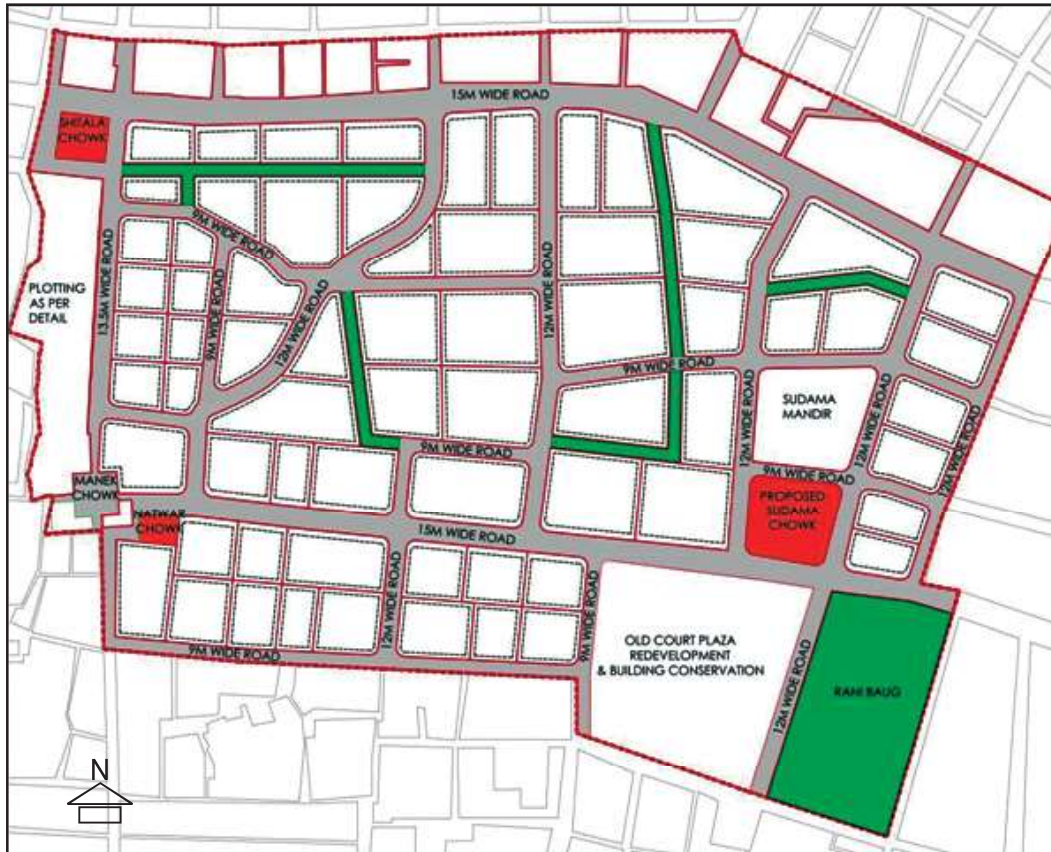 15M WIDE ROAD
SHITALA
CHOWK
9M WIDE ROAD
13.5M WIDE ROAD
PLOTTING
AS PER
DETAIL
9M WIDE ROAD
12M WIDE ROAD
12M WIDE ROAD
9M WIDE ROAD
SUDAMA
MANDIR
12M WIDE ROAD
12M WIDE ROAD
12M WIDE ROAD
9M WIDE ROAD
9M WIDE ROAD
MANEK
CHOWK
PROPOSED
SUDAMA
CHOWK
NATWAR
CHOWK
15M WIDE ROAD
12M WIDE ROAD
9M WIDE ROAD
9M WIDE ROAD
OLD COURT PLAZA
REDEVELOPMENT
& BUILDING CONSERVATION
12M WIDE ROAD
RANI BAUG
N